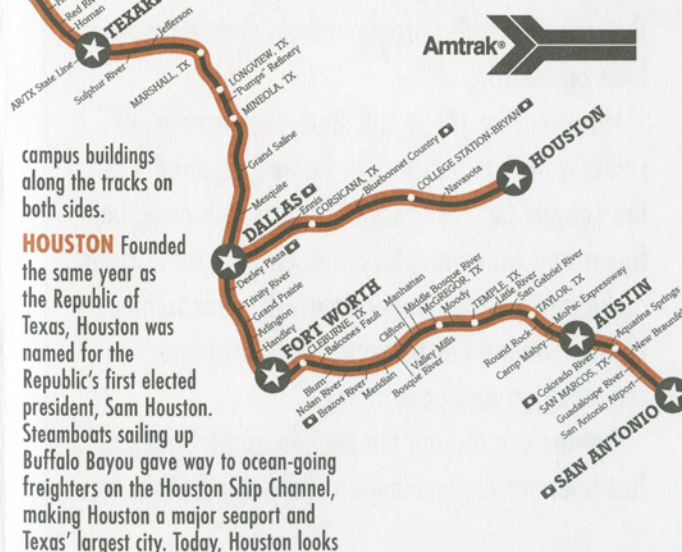 Red River
Homan
TEXARK
AR/TX State Line
Sulphur River
Jefferson
MARSHALL, TX
LONGVIEW, TX
"Pumps" Refinery
MINEOLA, TX
Grand Saline
Mesquite
DALLAS
Ennis
CORSICANA, TX
Bluebonnet Country
COLLEGE STATION-BRYAN
Navasota
HOUSTON
Amtrak®
Deeley Plaza
Trinity River
Grand Prairie
Arlington
Handley
FORT WORTH
CLEBURNE, TX
Balcones Fault
Blum
Nolan River
Brazos River
Meridian
Clifton
Manhattan
Bosque River
Valley Mills
Middle Bosque River
McGREGOR, TX
Moody
TEMPLE, TX
Little River
San Gabriel River
TAYLOR, TX
Round Rock
Camp Mabry
MoPac Expressway
AUSTIN
Colorado River
SAN MARCOS, TX
Aquarina Springs
Guadalupe River
New Braunfels
San Antonio Airport
SAN ANTONIO
campus buildings
along the tracks on
both sides.
HOUSTON Founded
the same year as
the Republic of
Texas, Houston was
named for the
Republic's first elected
president, Sam Houston.
Steamboats sailing up
Buffalo Bayou gave way to ocean-going
freighters on the Houston Ship Channel,
making Houston a major seaport and
Texas' largest city. Today, Houston looks